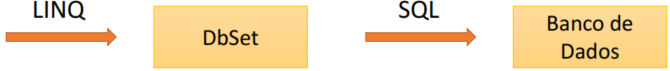 LINQ
DbSet
SQL
Banco de
Dados